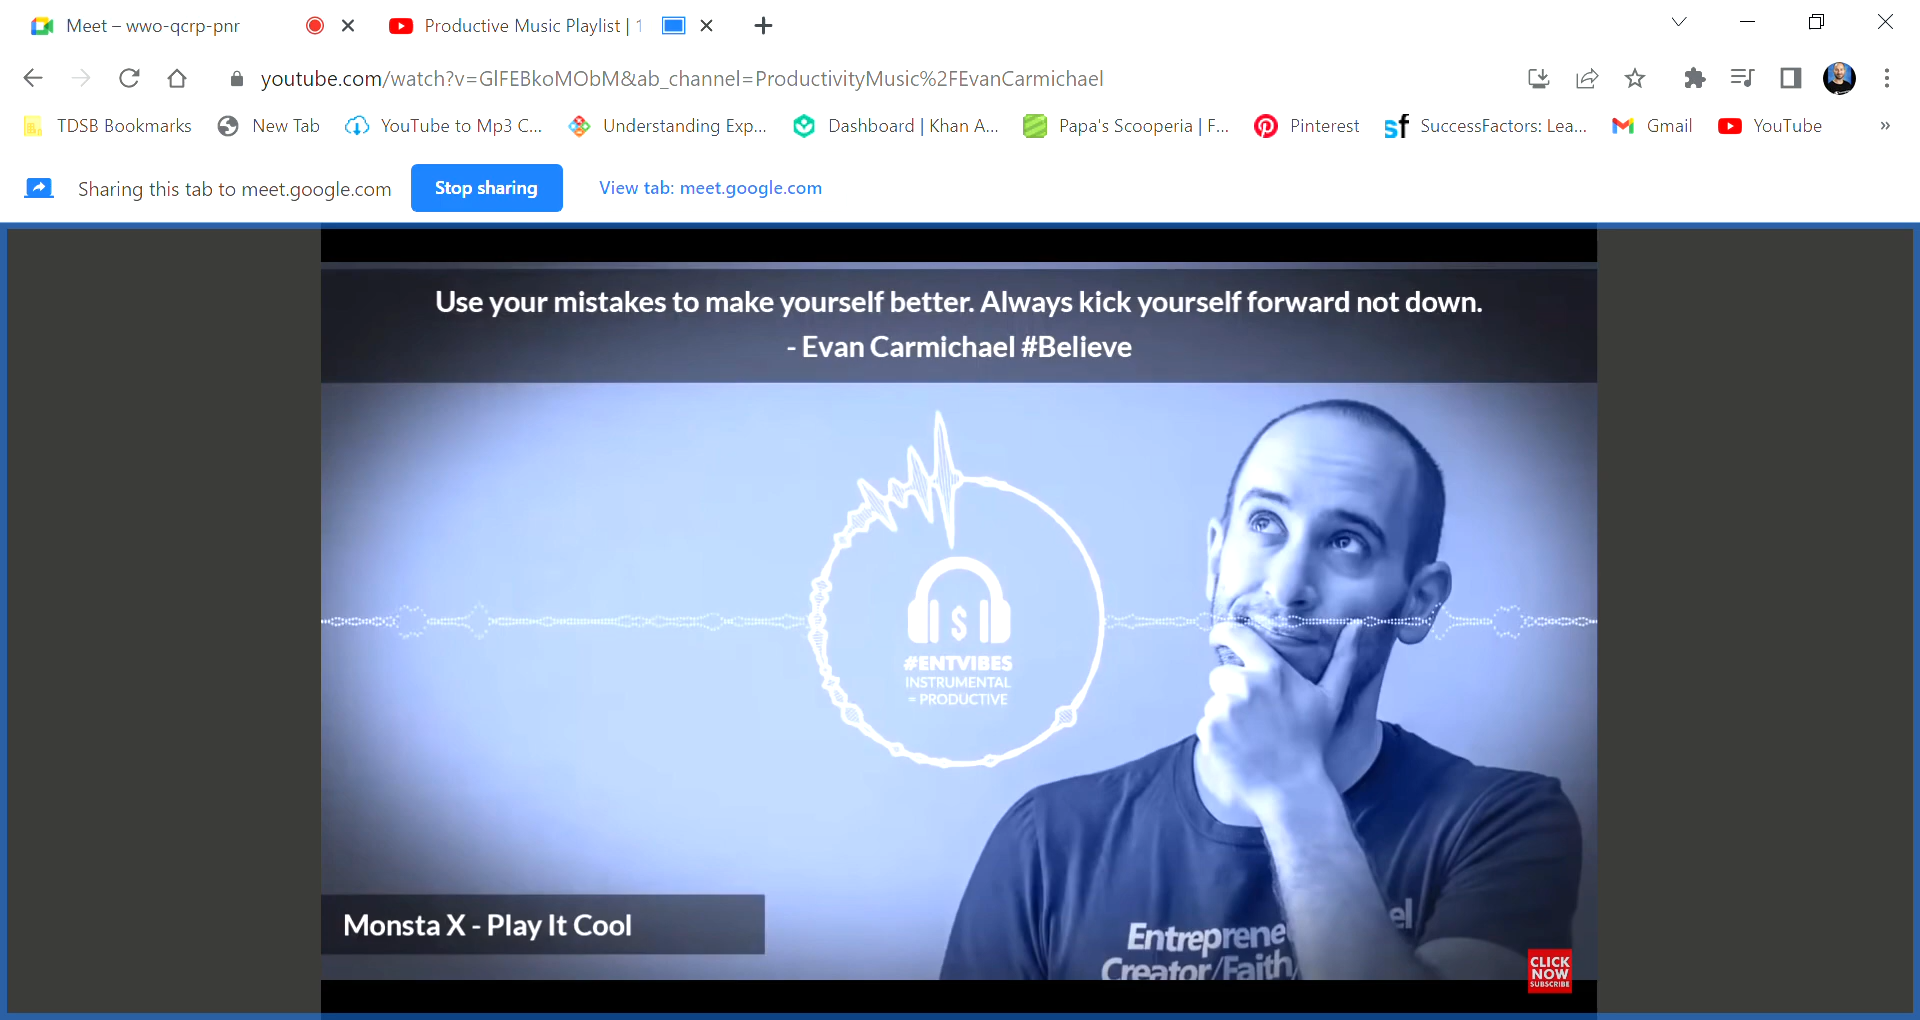 Meet – wwo-qcrp-pnr
Productive Music Playlist | 1
youtube.com/watch?v=GlFEBkoMObM&ab_channel=ProductivityMusic%2FEvanCarmichael
TDSB Bookmarks
New Tab
YouTube to Mp3 C...
Understanding Exp...
Dashboard | Khan A...
Papa's Scooperia | F...
Pinterest
SuccessFactors: Lea...
Gmail
YouTube
»
Sharing this tab to meet.google.com
Stop sharing
View tab: meet.google.com
Use your mistakes to make yourself better. Always kick yourself forward not down.
- Evan Carmichael #Believe
$
#ENTVIBES
INSTRUMENTAL
= PRODUCTIVE
Monsta X - Play It Cool
Entreprene
el
Creator/Faith/
CLICK
NOW
SUBSCRIBE